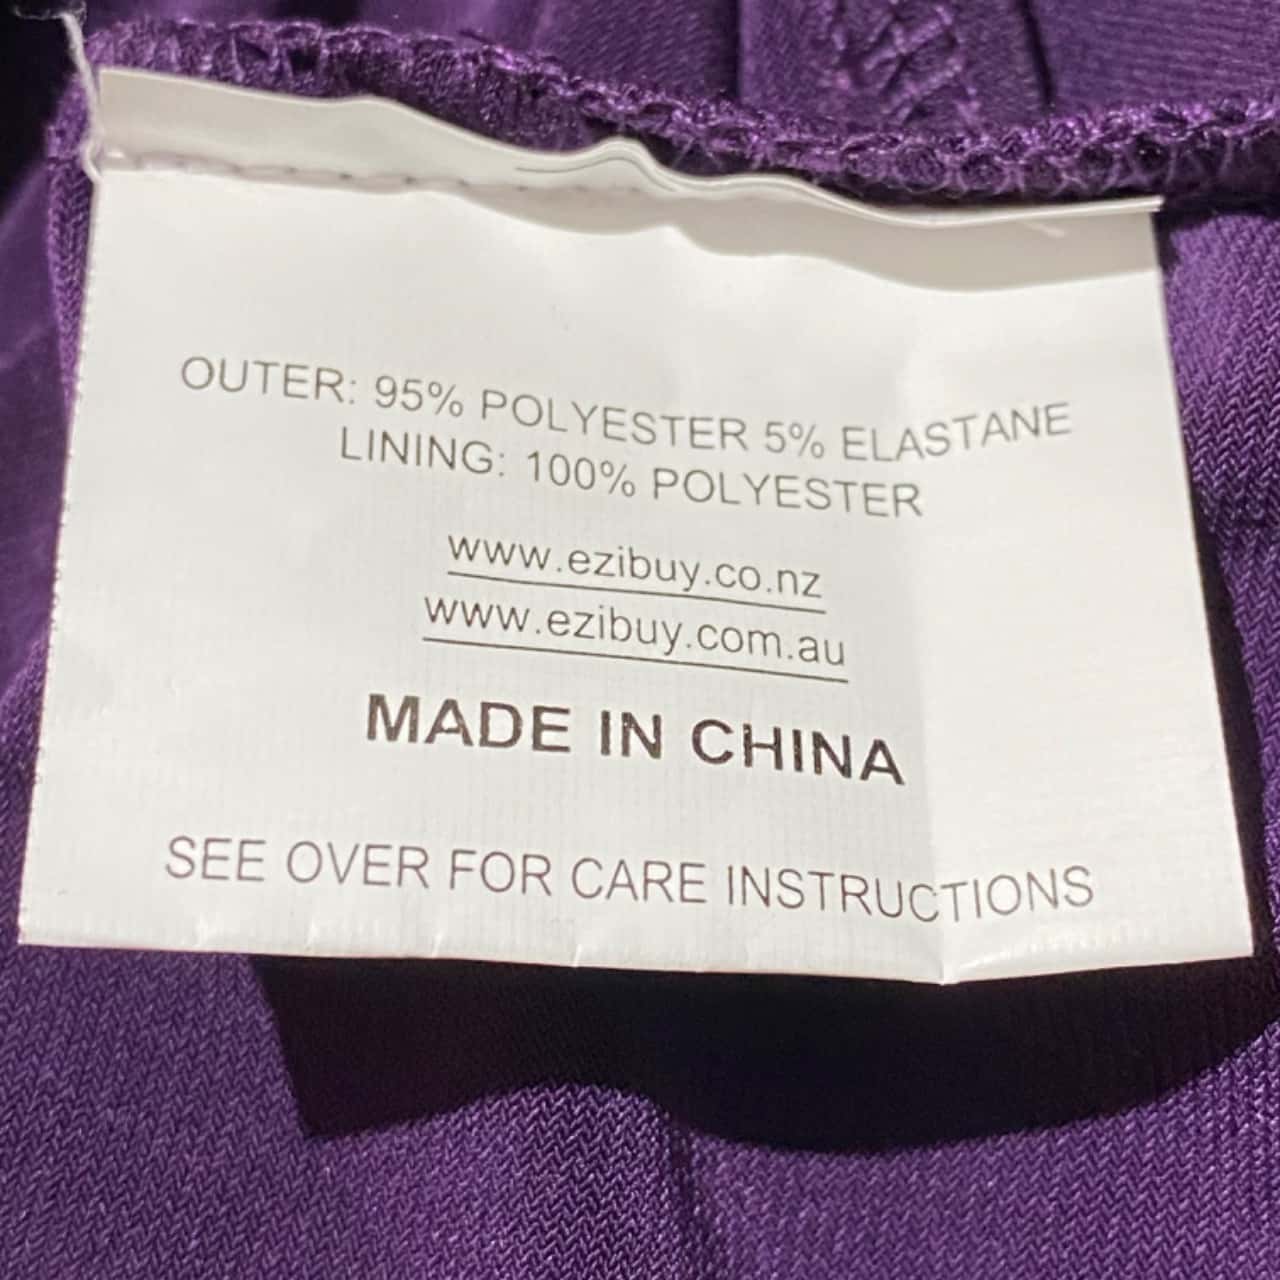 OUTER: 95% POLYESTER 5% ELASTANE
LINING: 100% POLYESTER
www.ezibuy.co.nz
www.ezibuy.com.au
MADE IN CHINA
SEE OVER FOR CARE INSTRUCTIONS